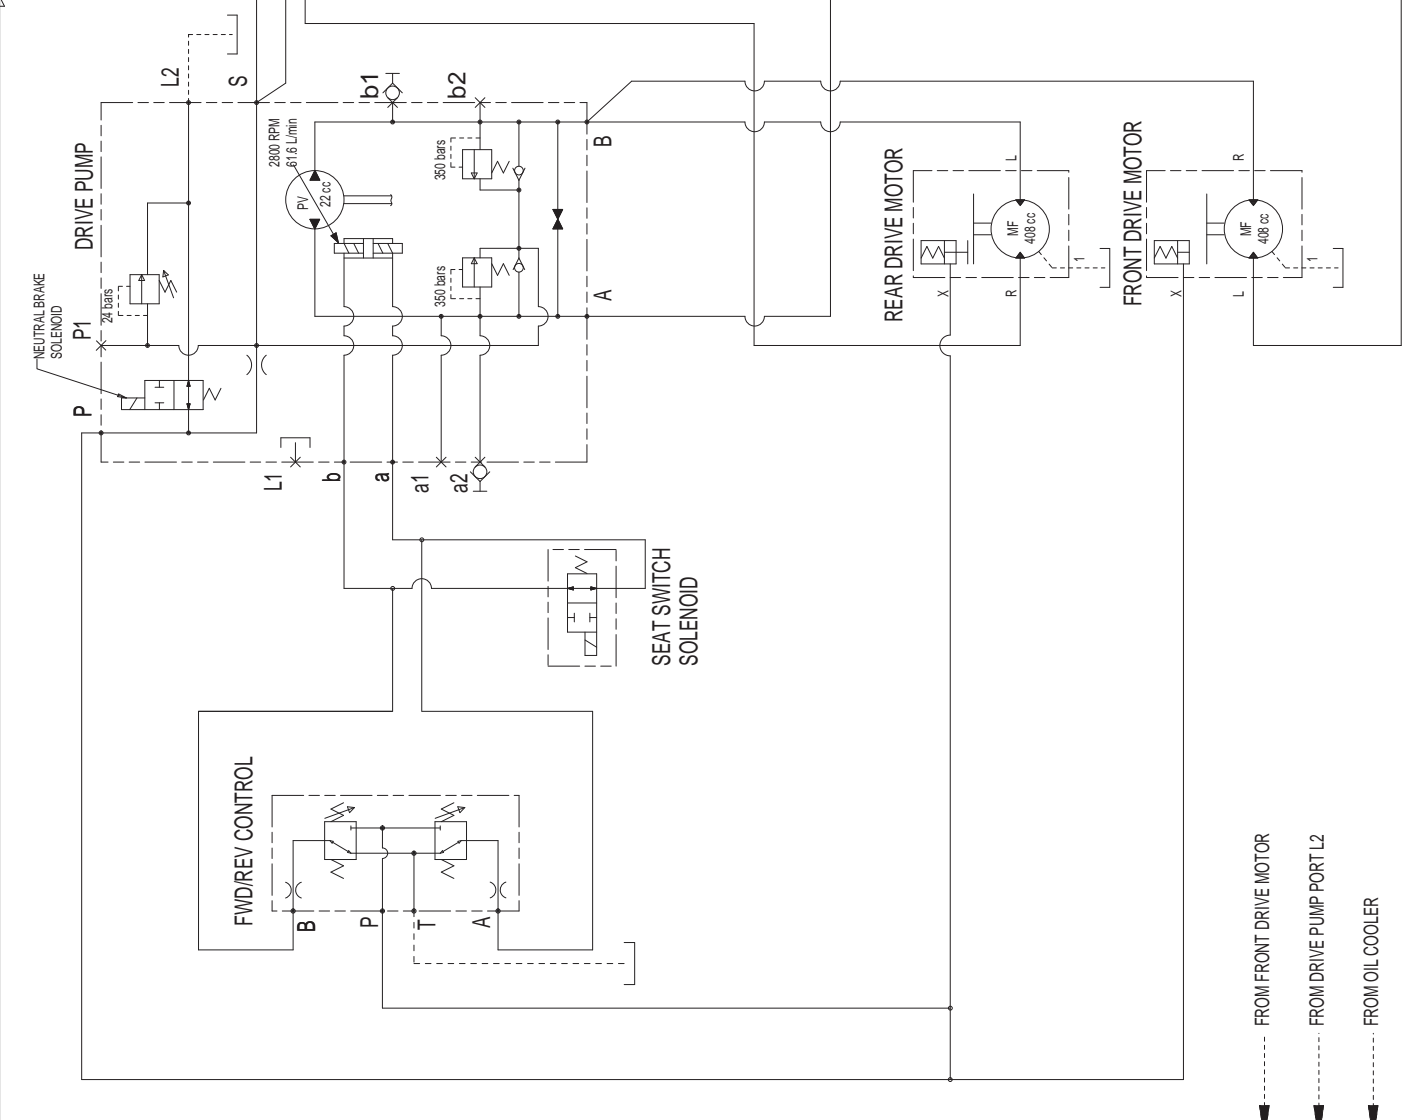 L2
S
b1
b2
2800 RPM
61.6 L/min
DRIVE PUMP
350 bars
B
PV
22 cc
NEUTRAL BRAKE
SOLENOID
P1
24 bars
350 bars
A
P
L1
b
a
a1
a2
REAR DRIVE MOTOR
L
MF
408 cc
X
R
1
FRONT DRIVE MOTOR
R
MF
408 cc
X
L
1
SEAT SWITCH
SOLENOID
FWD/REV CONTROL
B
P
T
A
FROM FRONT DRIVE MOTOR
FROM DRIVE PUMP PORT L2
FROM OIL COOLER